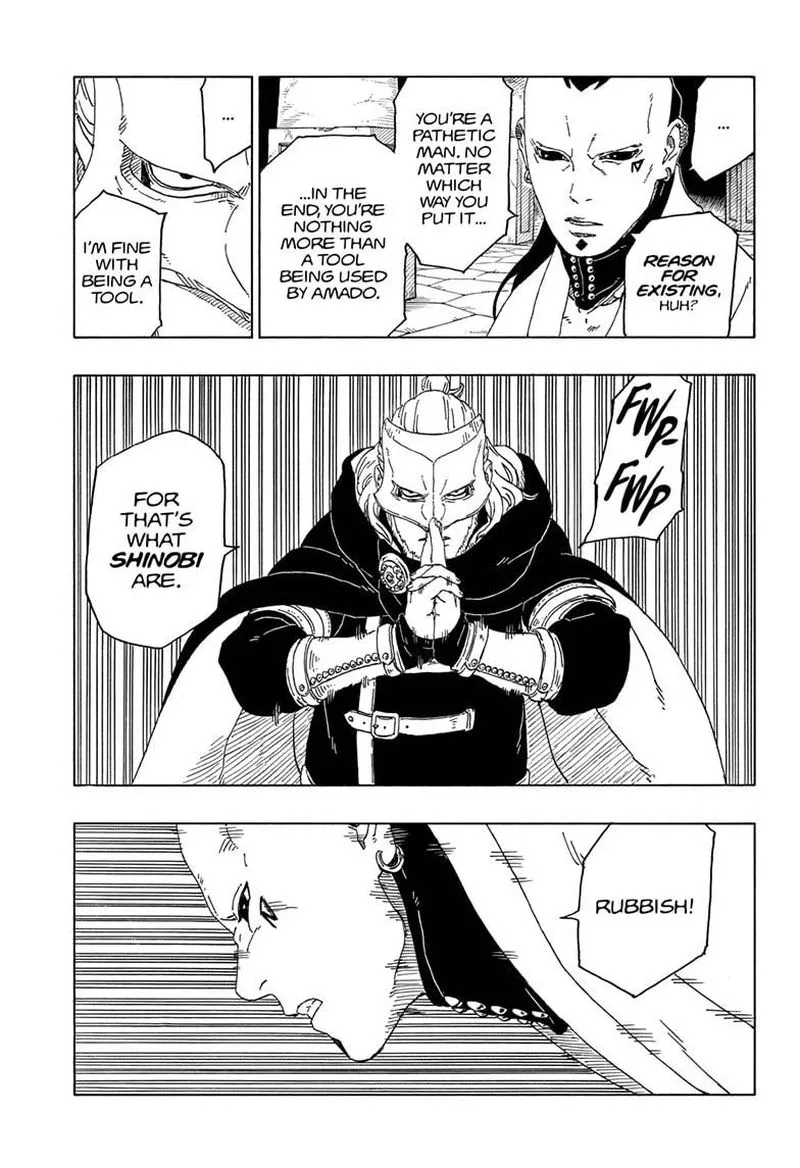 ...
REASON
FOR
EXISTING,
HUH?
YOU'RE A
PATHETIC
MAN. NO
MATTER
WHICH
WAY YOU
PUT IT...
...IN THE
END, YOU'RE
NOTHING
MORE THAN
A TOOL
BEING USED
BY AMADO.
...
I'M FINE
WITH
BEING A
TOOL.
FWP-
FWP
FOR
THAT'S
WHAT
SHINOBI
ARE.
RUBBISH!